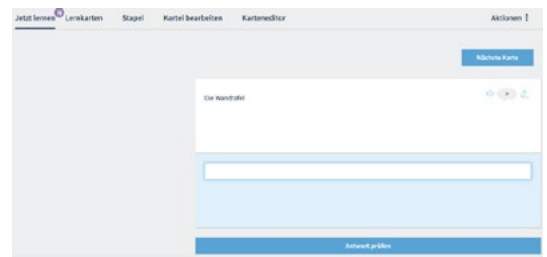 Jetzt lernen Lernkarten Stapel Kartei bearbeiten Karteneditor Aktionen
Nächste Karte
Die Wandtafel
Antwort prüfen